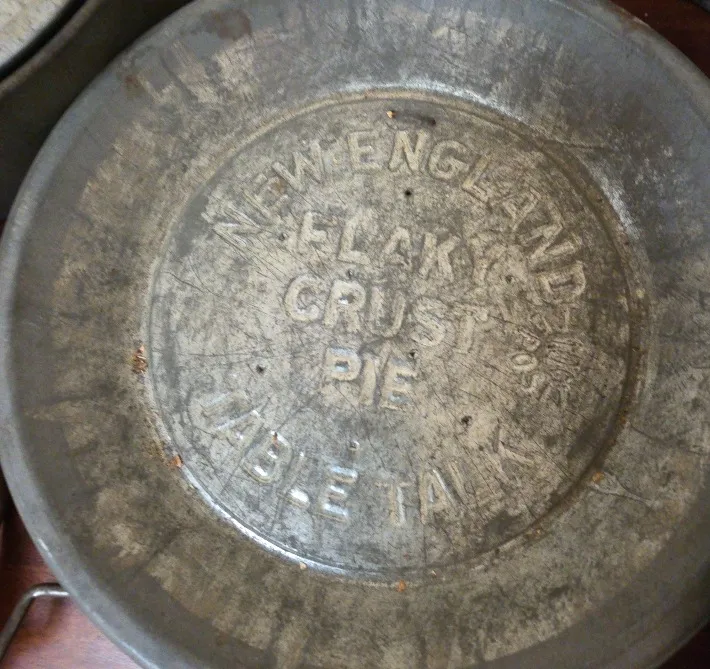 NEW ENGLAND
FLAKY
CRUST
PIE
TABLE TALK